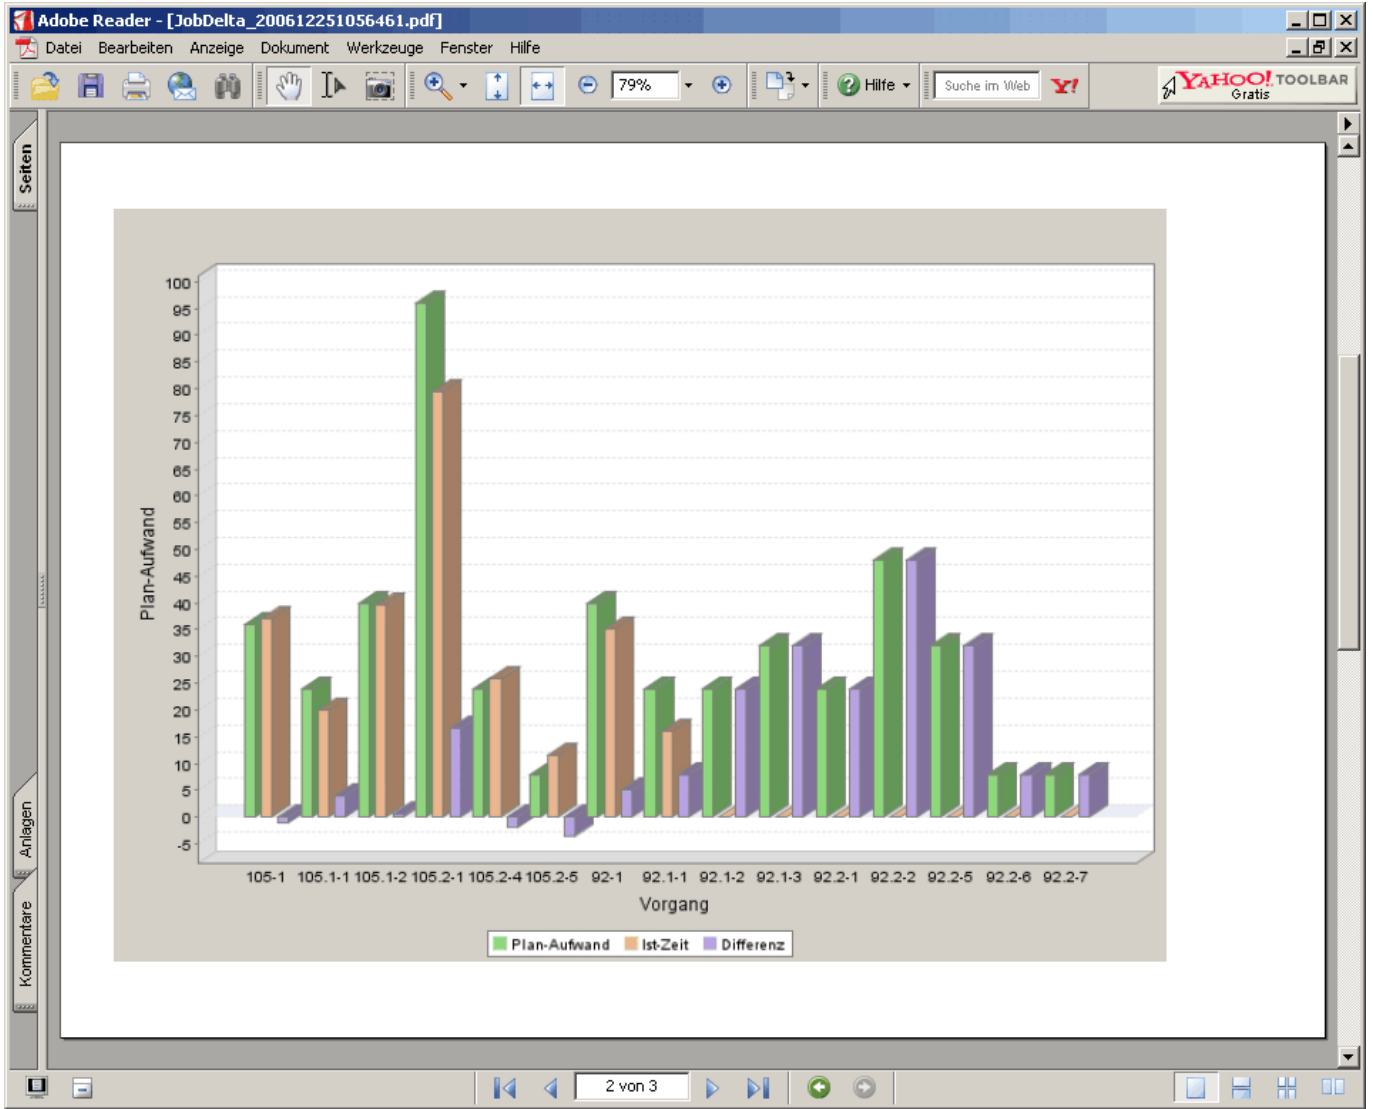 Adobe Reader - [JobDelta_200612251056461.pdf]
Datei Bearbeiten Anzeige Dokument Werkzeuge Fenster Hilfe
79% Hilfe Suche im Web Y! YAHOO! TOOLBAR
Gratis
Seiten
Anlagen
Kommentare
100
95
90
85
80
75
70
65
60
55
50
45
40
35
30
25
20
15
10
5
0
-5
Plan-Aufwand
105-1 105.1-1 105.1-2 105.2-1 105.2-4 105.2-5 92-1 92.1-1 92.1-2 92.1-3 92.2-1 92.2-2 92.2-5 92.2-6 92.2-7
Vorgang
Plan-Aufwand Ist-Zeit Differenz
2 von 3